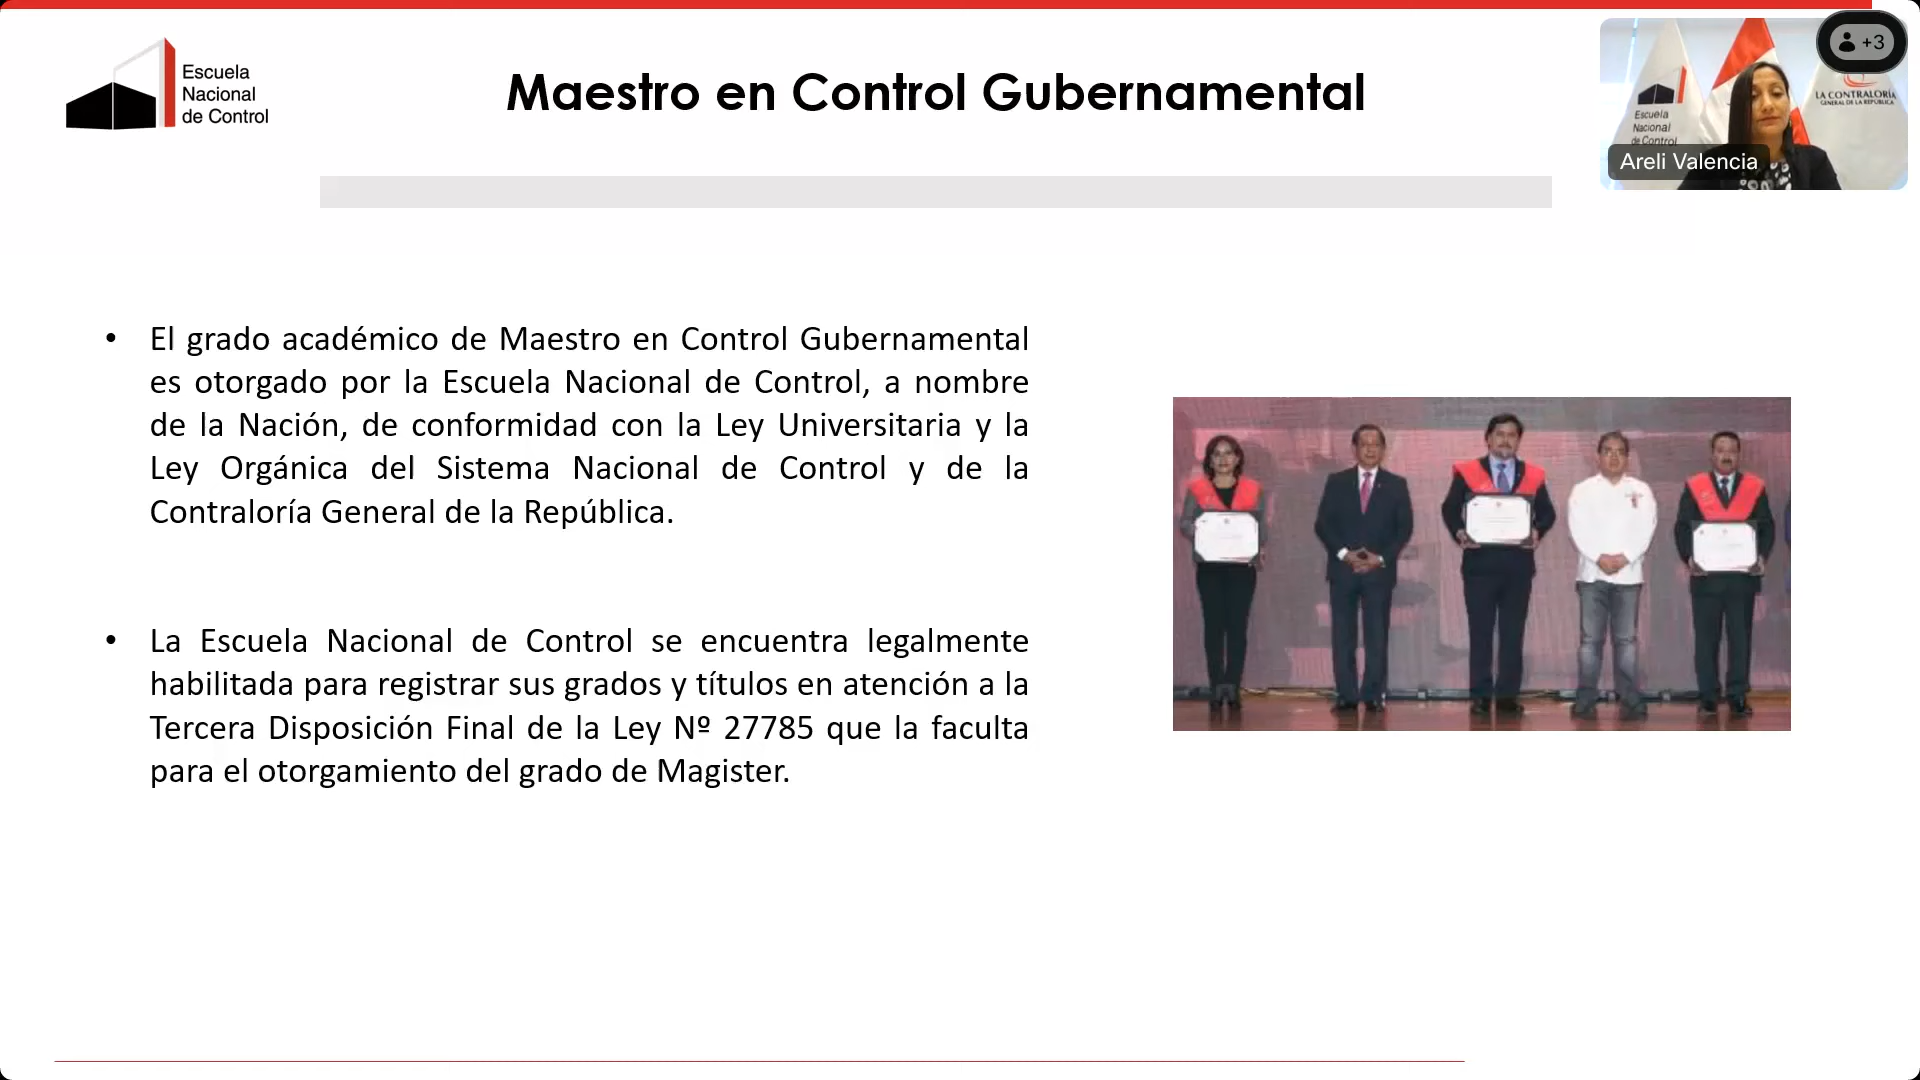 Escuela
Nacional
de Control
Maestro en Control Gubernamental
+3
Escuela
Nacional
de Control
LA CONTRALORÍA
GENERAL DE LA REPÚBLICA
Areli Valencia
• El grado académico de Maestro en Control Gubernamental
es otorgado por la Escuela Nacional de Control, a nombre
de la Nación, de conformidad con la Ley Universitaria y la
Ley Orgánica del Sistema Nacional de Control y de la
Contraloría General de la República.
• La Escuela Nacional de Control se encuentra legalmente
habilitada para registrar sus grados y títulos en atención a la
Tercera Disposición Final de la Ley Nº 27785 que la faculta
para el otorgamiento del grado de Magister.